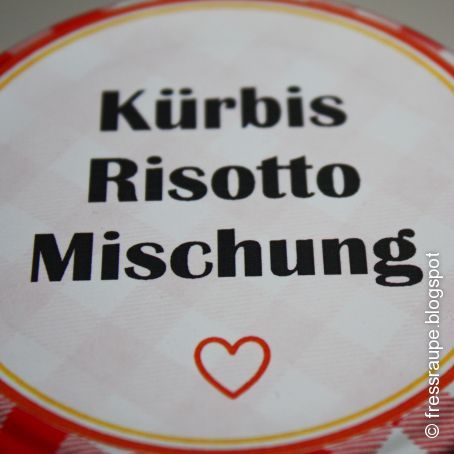 Kürbis
Risotto
Mischung
© fressraupe.blogspot